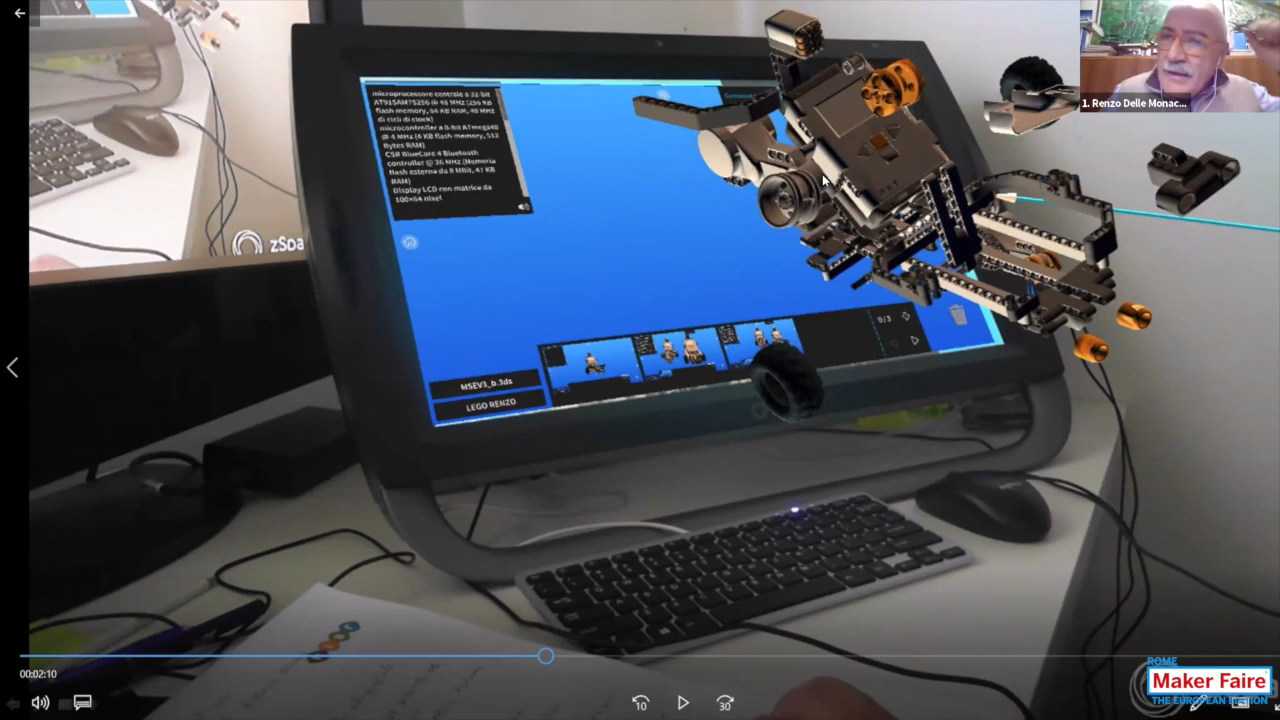 microprocessore centrale a 32-bit
AT91SAM7S256 @ 48 MHz (256 KB
flash memory, 64 KB RAM, 48 MHz
di cicli di clock)
microcontroller a 8-bit ATmega48
@ 4 MHz (4 KB flash memory, 512
Bytes RAM)
CSR BlueCore 4 Bluetooth
controller @ 26 MHz (Memoria
flash esterna da 8 MBit, 47 KB
RAM)
Display LCD con matrice da
100×64 pixel
1. Renzo Delle Monac...
zSpa
NXT
0/3
MSEV3_b.3ds
LEGO RENZO
00:02:10
10
30
ROME
Maker Faire
THE EUROPEAN EDITION